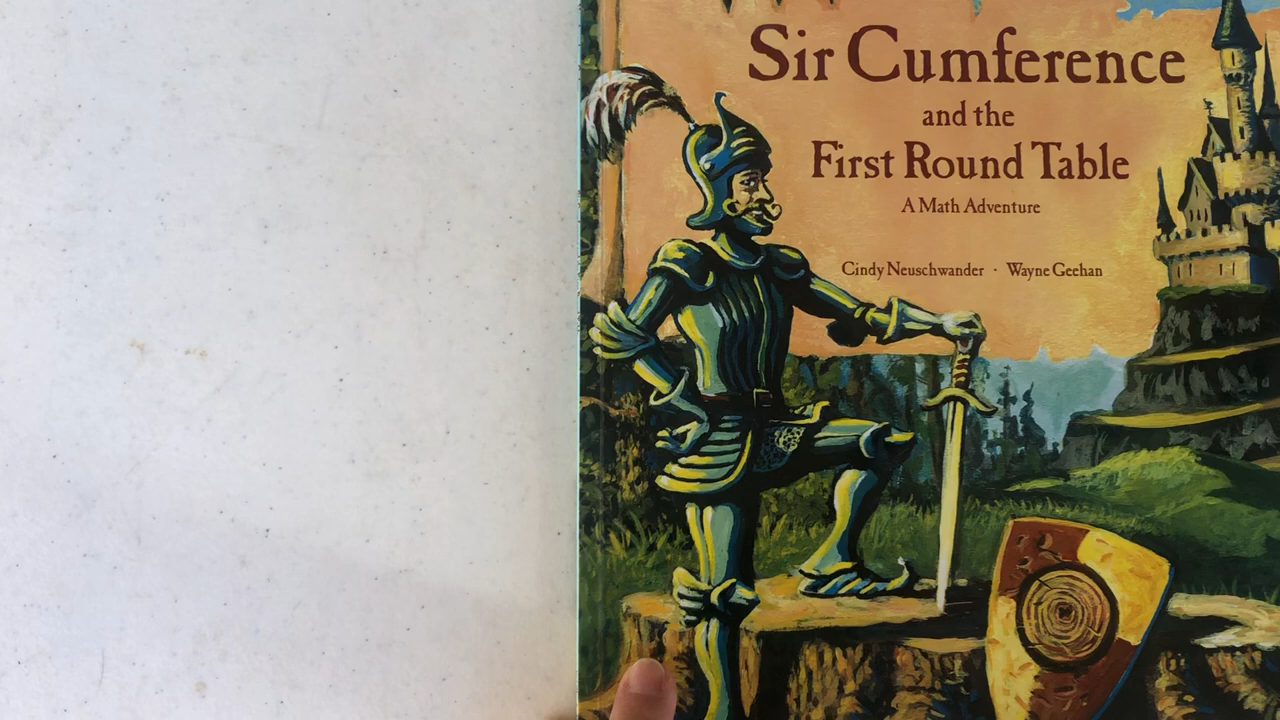 Sir Cumference
and the
First Round Table
A Math Adventure
Cindy Neuschwander · Wayne Geehan